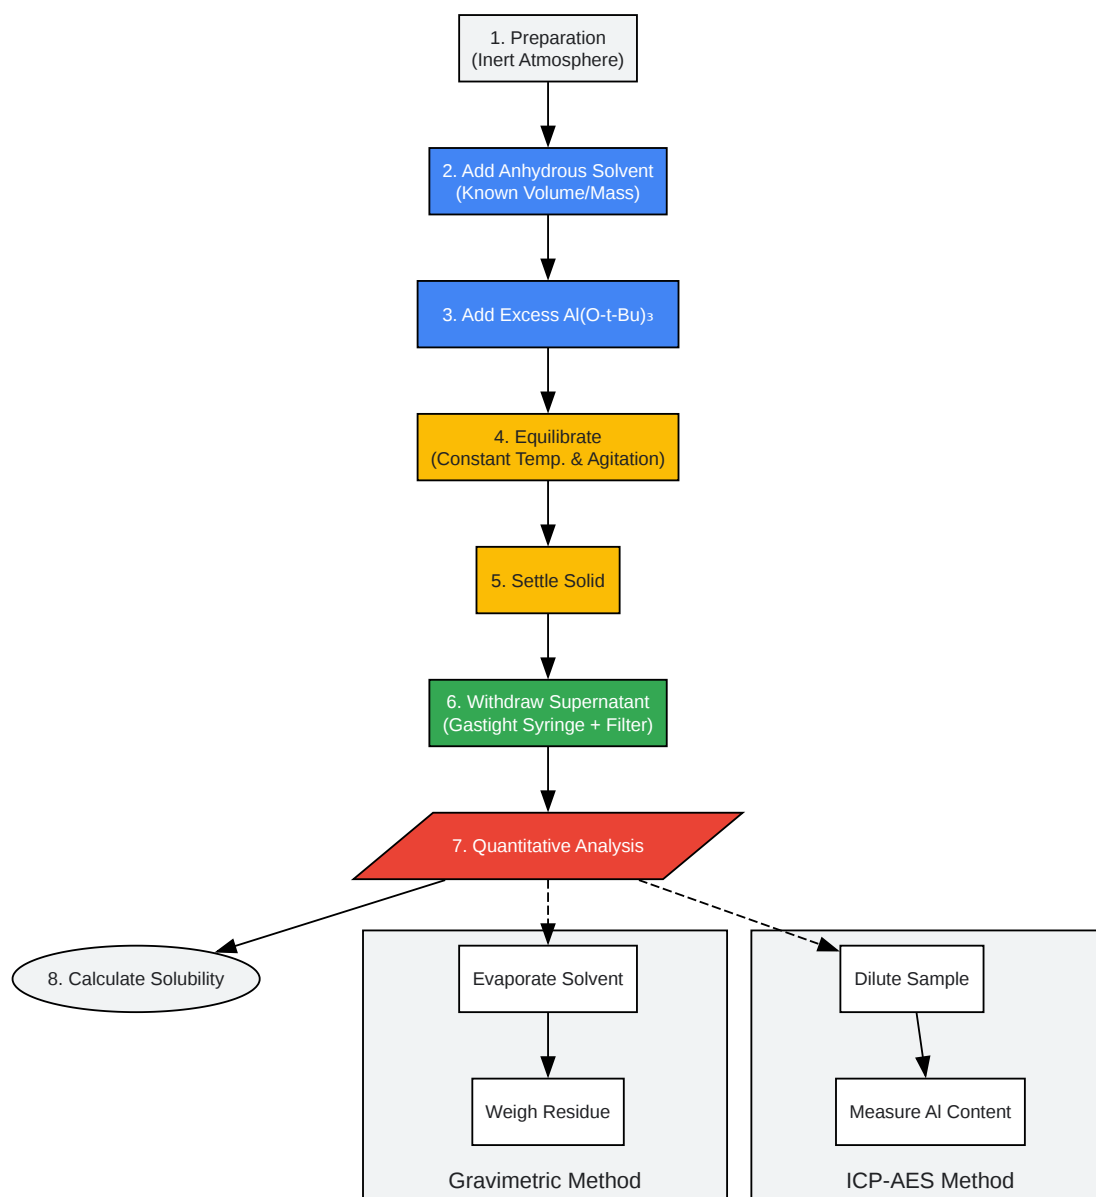 1. Preparation
(Inert Atmosphere)
2. Add Anhydrous Solvent
(Known Volume/Mass)
3. Add Excess Al(O-t-Bu)₃
4. Equilibrate
(Constant Temp. & Agitation)
5. Settle Solid
6. Withdraw Supernatant
(Gastight Syringe + Filter)
7. Quantitative Analysis
8. Calculate Solubility
Evaporate Solvent
Weigh Residue
Gravimetric Method
Dilute Sample
Measure Al Content
ICP-AES Method